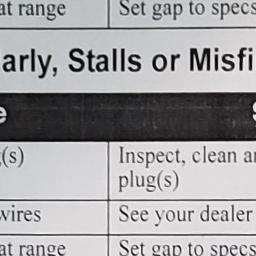 at range Set gap to specs
arly, Stalls or Misfi
e S
(s) Inspect, clean a
plug(s)
wires See your dealer
at range Set gap to specs